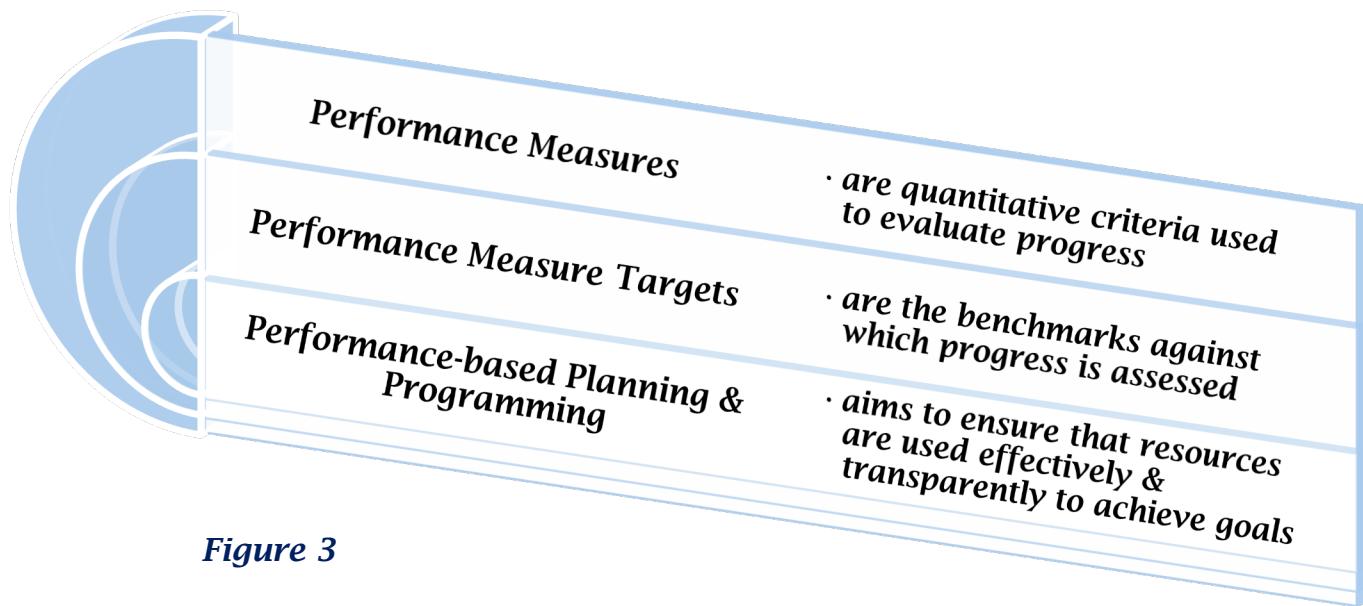 Performance Measures
· are quantitative criteria used
to evaluate progress
Performance Measure Targets
· are the benchmarks against
which progress is assessed
Performance-based Planning &
Programming
· aims to ensure that resources
are used effectively &
transparently to achieve goals
Figure 3